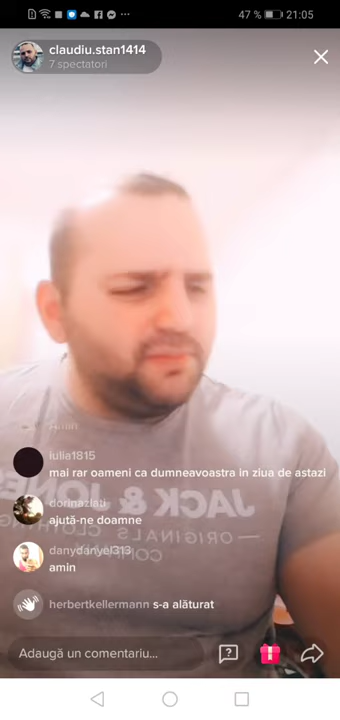 47 % 21:05
claudiu.stan1414
7 spectatori
Amin
iulia1815
mai rar oameni ca dumneavoastra in ziua de astazi
dorinazlati
ajută-ne doamne
JACK & JONES
ORIGINALS
danydanyel313
amin
herbertkellermann s-a alăturat
Adaugă un comentariu...